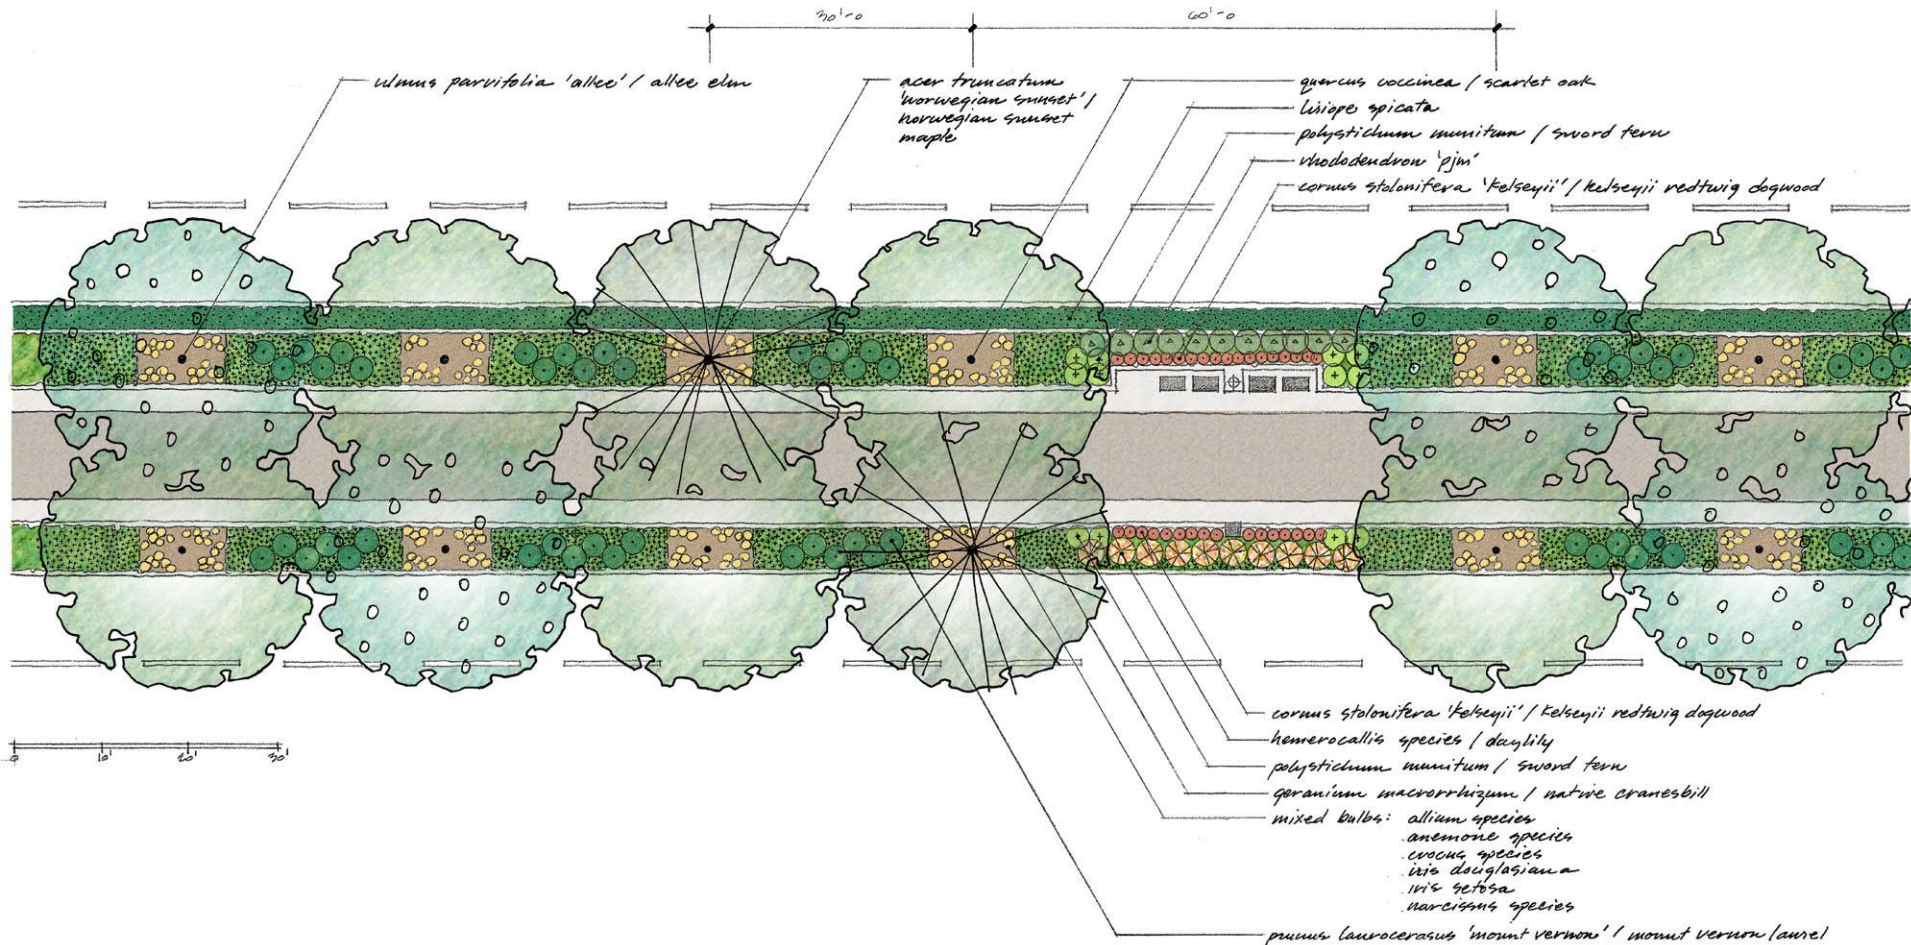 30'-0
60'-0
ulmus parvifolia 'allee' / allee elm
acer truncatum
'norwegian sunset' /
norwegian sunset
maple
quercus coccinea / scarlet oak
liriope spicata
polystichum munitum / sword fern
rhododendron 'pjm'
cornus stolonifera 'kelseyii' / kelseyii redtwig dogwood
0 10' 20' 30'
cornus stolonifera 'kelseyii' / kelseyii redtwig dogwood
hemerocallis species / daylily
polystichum munitum / sword fern
geranium macrorrhizum / native cranesbill
mixed bulbs: allium species
anemone species
crocus species
iris douglasiana
iris setosa
narcissus species
prunus laurocerasus 'mount vernon' / mount vernon laurel